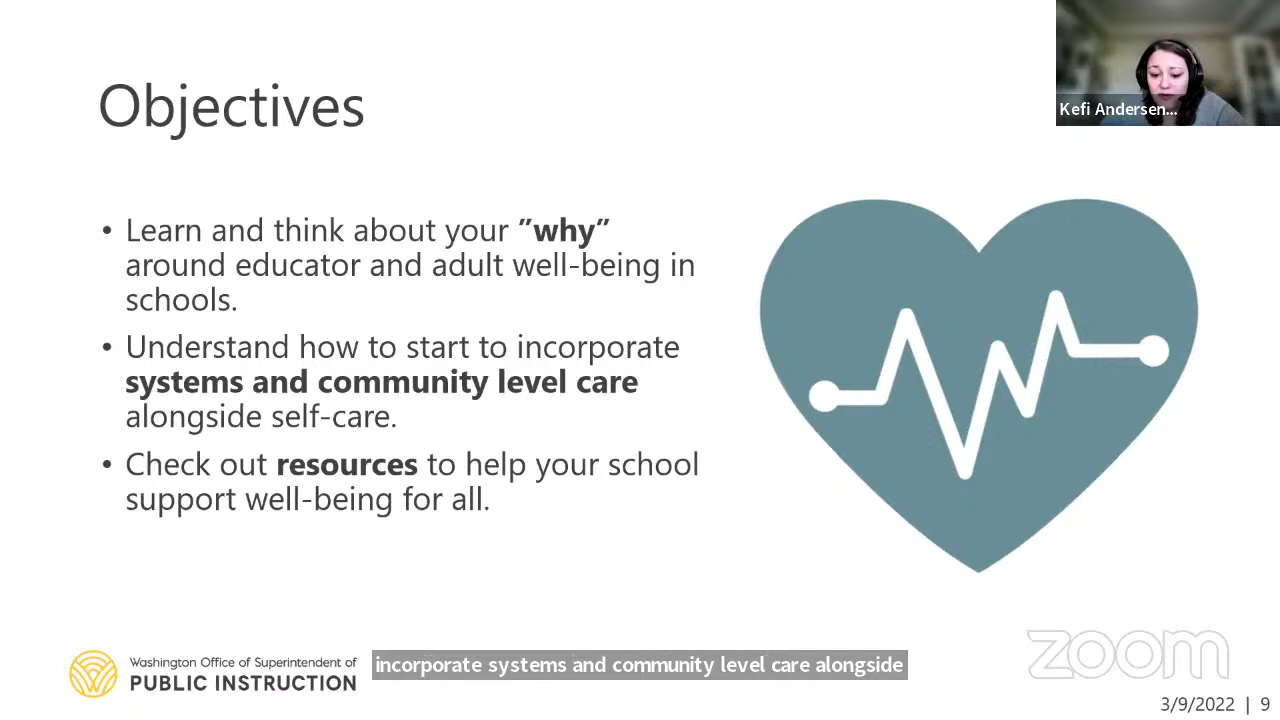 Objectives
Kefi Andersen...
• Learn and think about your ”why”
around educator and adult well-being in
schools.
• Understand how to start to incorporate
systems and community level care
alongside self-care.
• Check out resources to help your school
support well-being for all.
Washington Office of Superintendent of
PUBLIC INSTRUCTION
incorporate systems and community level care alongside
zoom
3/9/2022 | 9